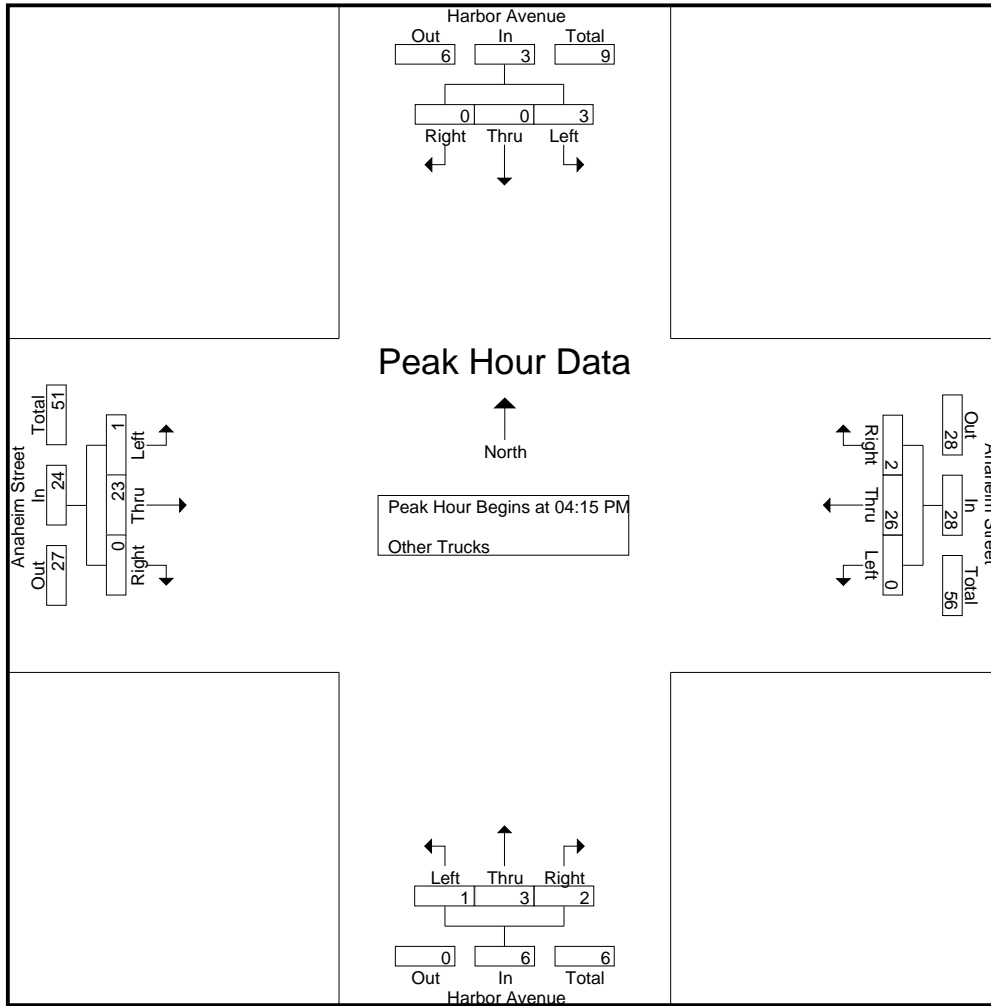 Harbor Avenue
Out In Total
6 3 9
0 0 3
Right Thru Left
Peak Hour Data
North
Peak Hour Begins at 04:15 PM
Other Trucks
Anaheim Street
Out In Total
27 24 51
Left Thru Right
1 23 0
Anaheim Street
Out In Total
28 28 56
Right Thru Left
2 26 0
Left Thru Right
1 3 2
0 6 6
Out In Total
Harbor Avenue